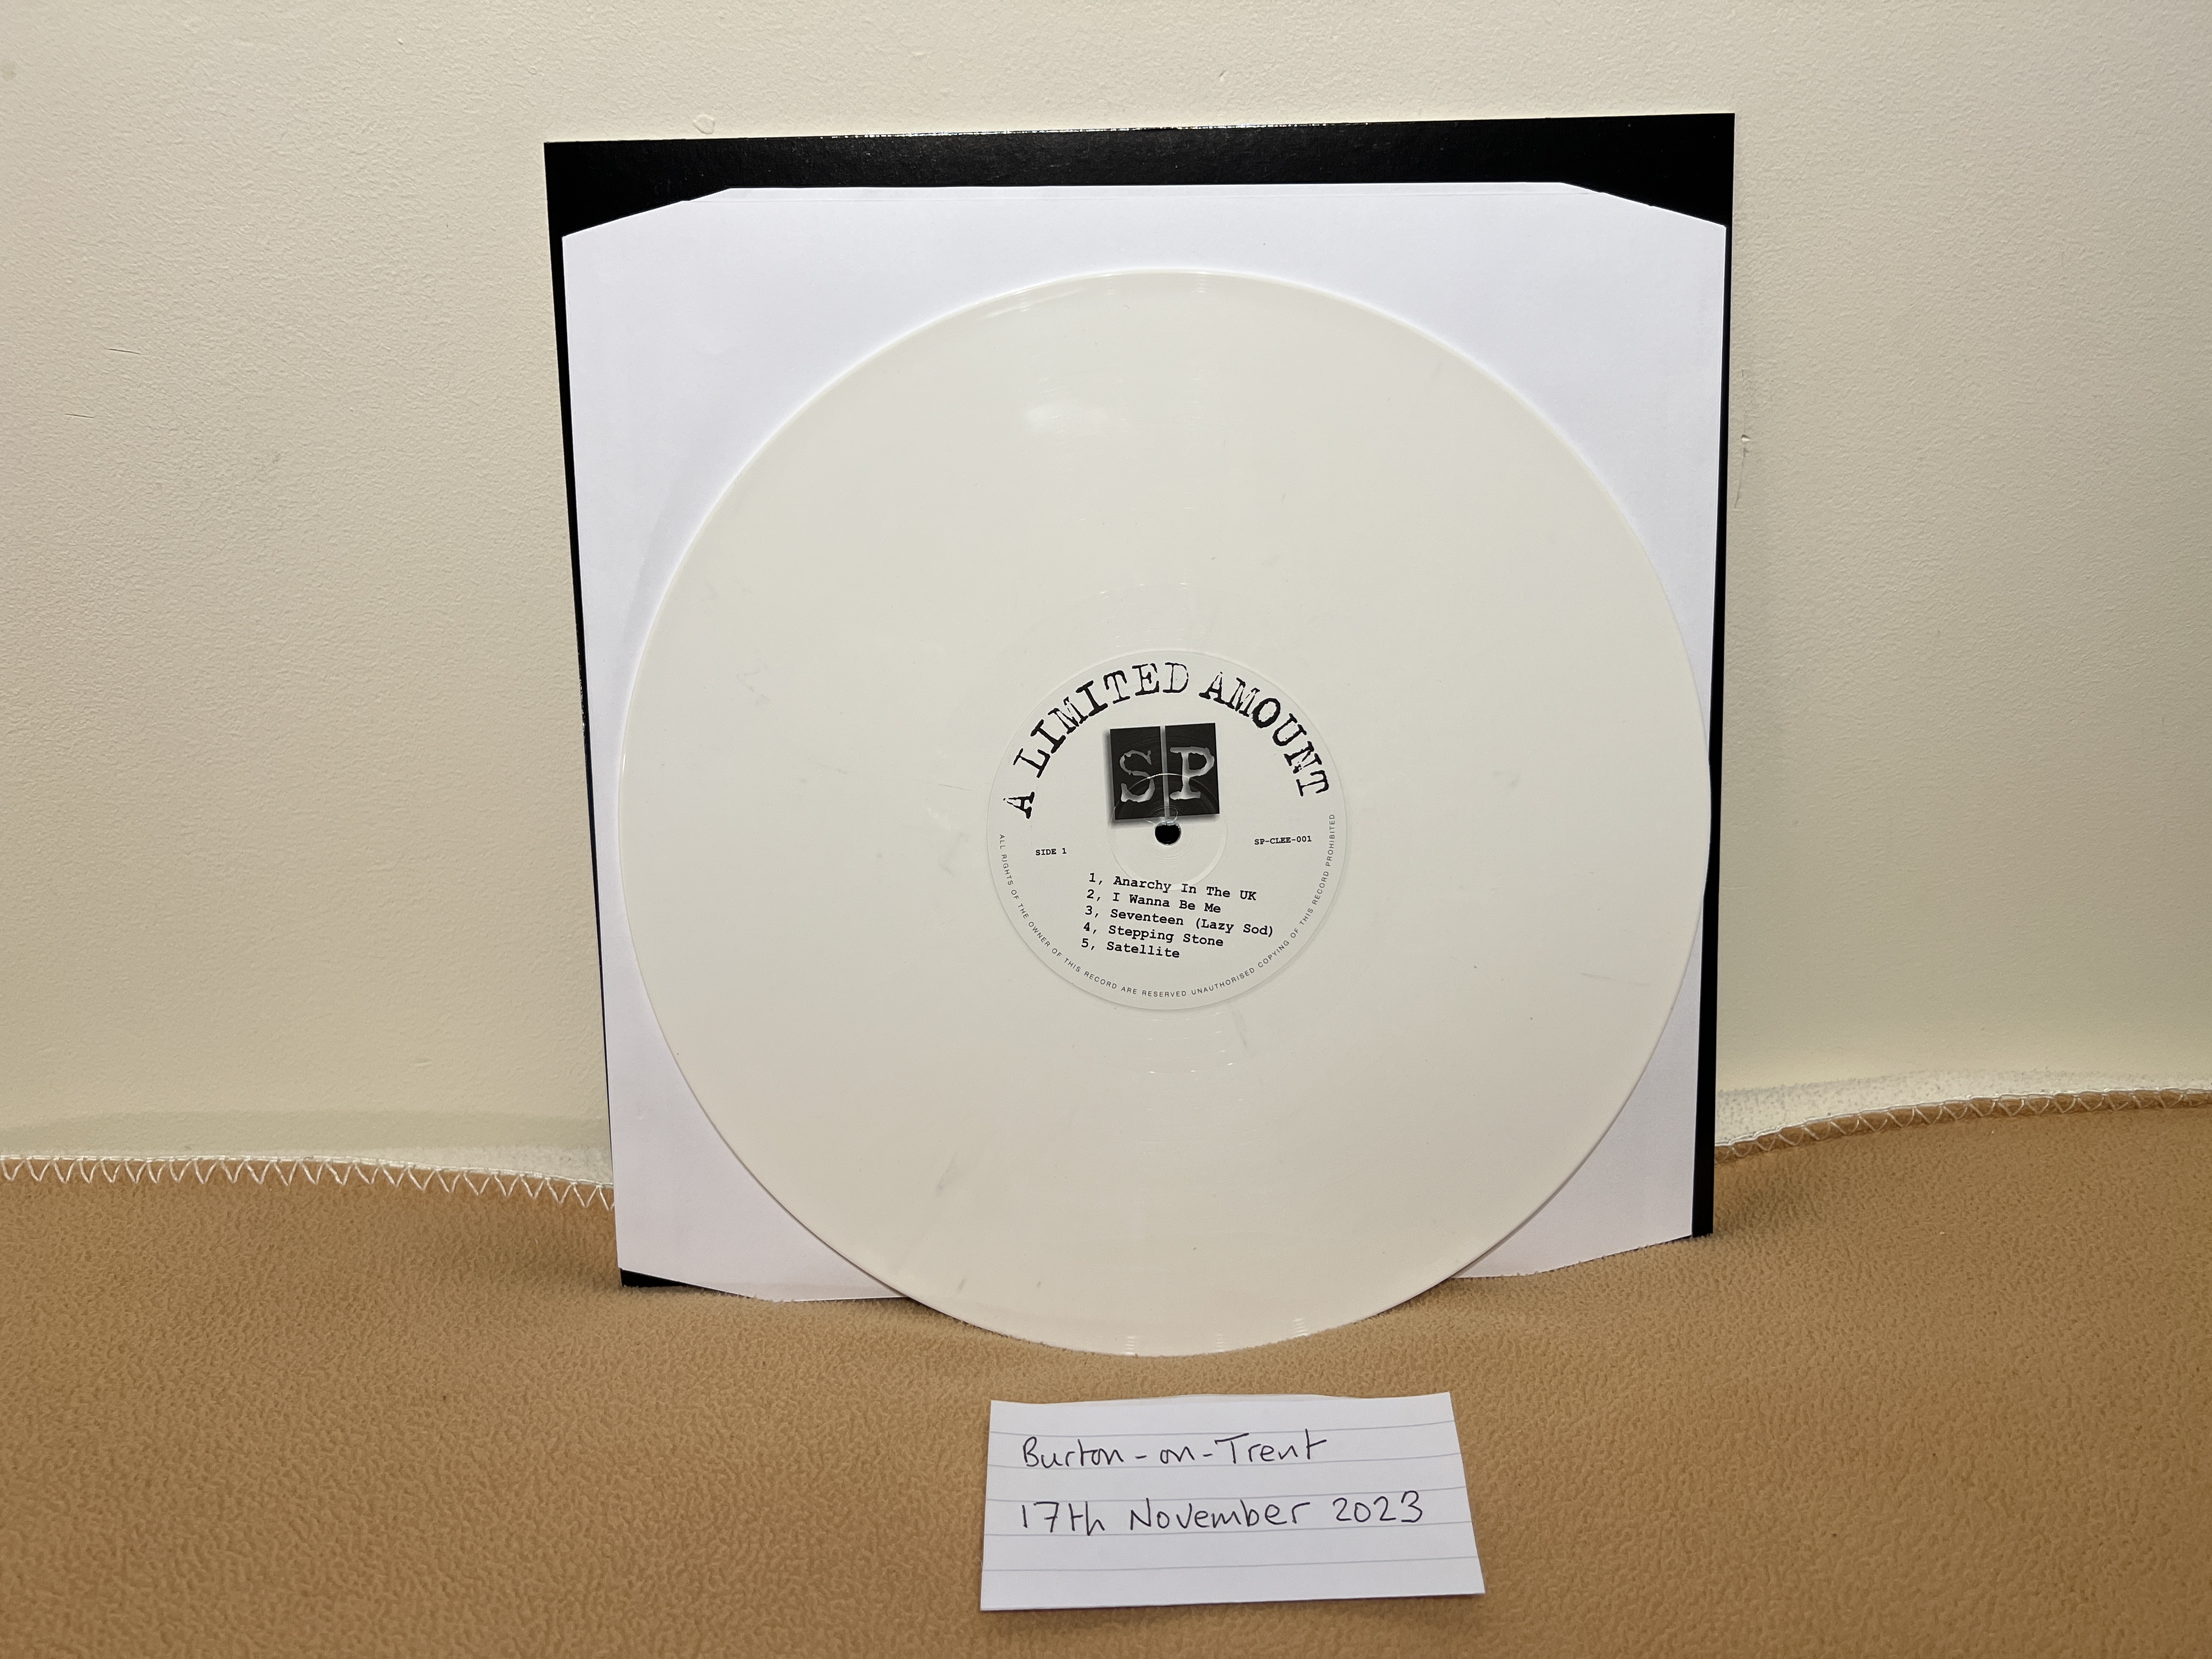 A LIMITED AMOUNT
S P
SIDE 1
SP-CLEE-001
1, Anarchy In The UK
2, I Wanna Be Me
3, Seventeen (Lazy Sod)
4, Stepping Stone
5, Satellite
ALL RIGHTS OF THE OWNER OF THIS RECORD ARE RESERVED UNAUTHORISED COPYING OF THIS RECORD PROHIBITED
Burton-on-Trent
17th November 2023